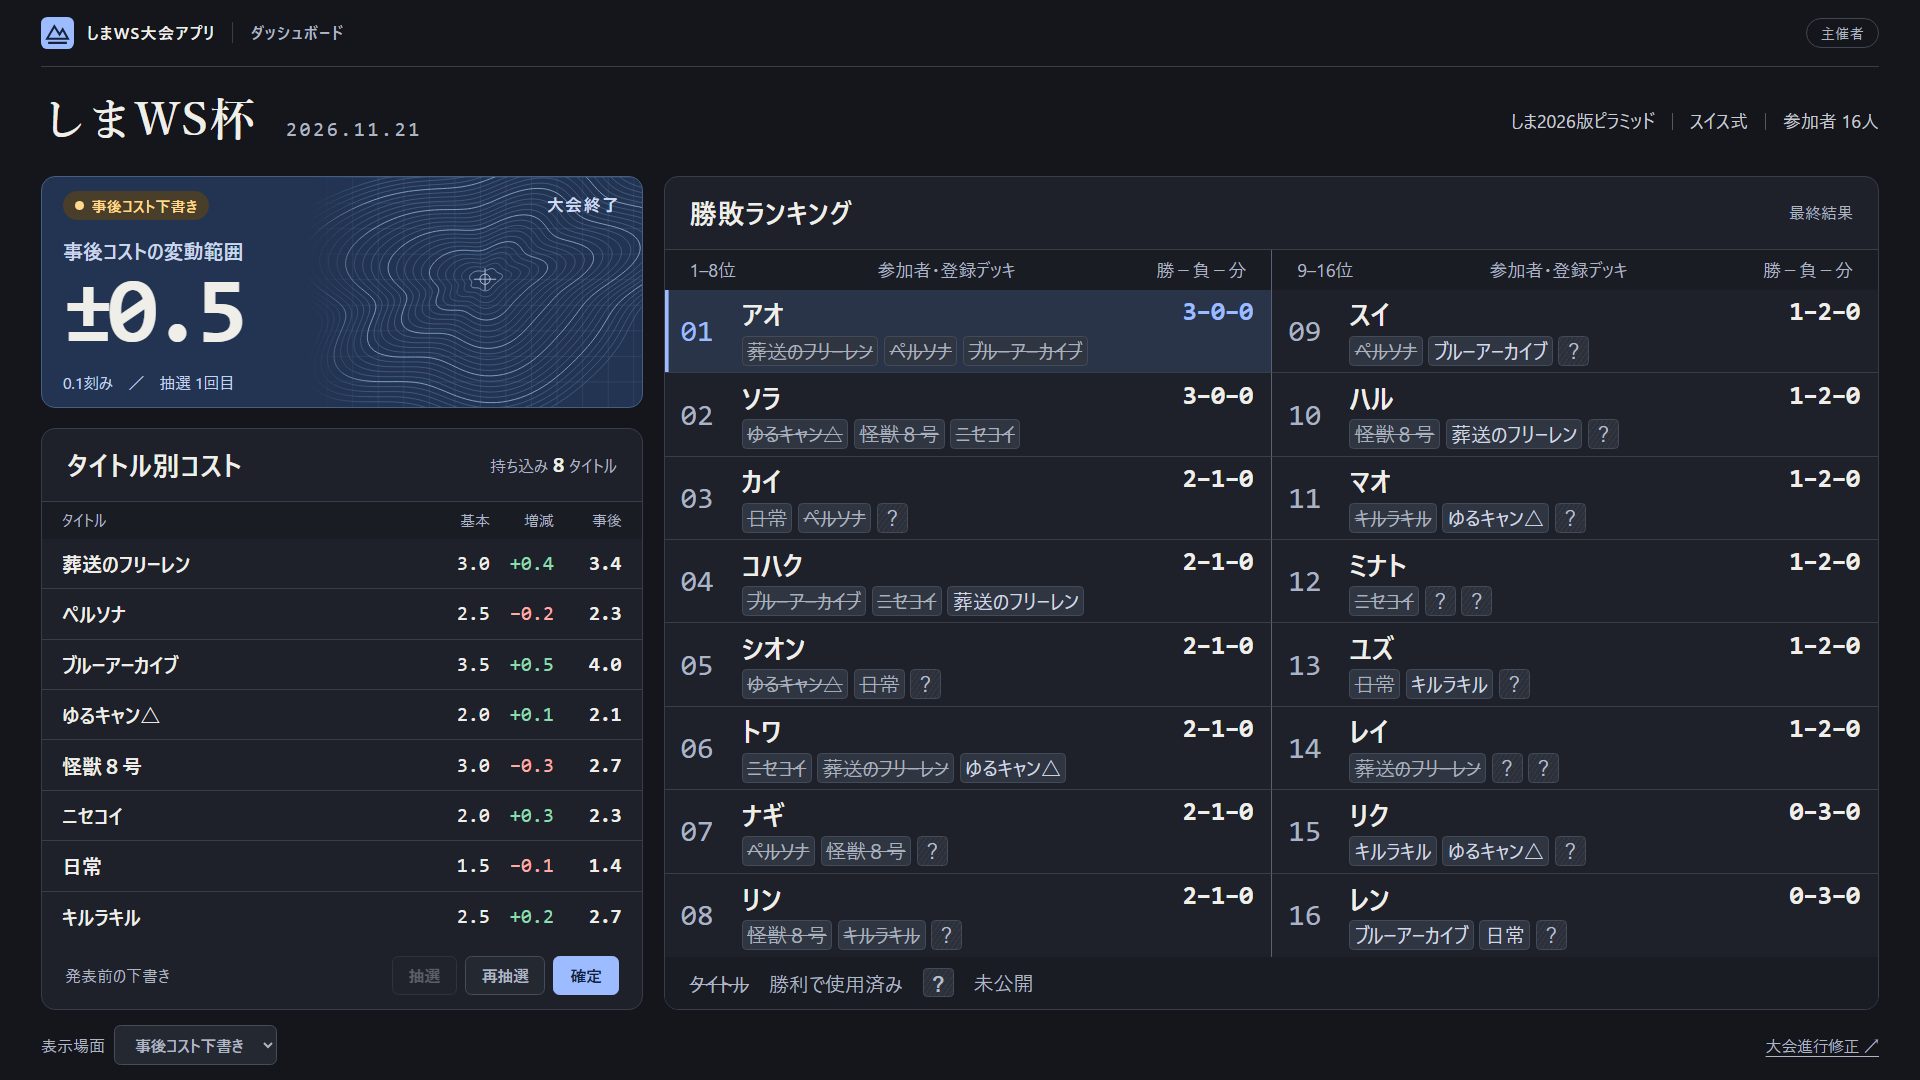 しまWS大会アプリ ダッシュボード 主催者
しまWS杯 2026.11.21 しま2026版ピラミッド スイス式 参加者 16人
事後コスト下書き 大会終了
事後コストの変動範囲
±0.5
0.1刻み ／ 抽選 1回目
タイトル別コスト 持ち込み 8 タイトル
タイトル 基本 増減 事後
葬送のフリーレン 3.0 +0.4 3.4
ペルソナ 2.5 −0.2 2.3
ブルーアーカイブ 3.5 +0.5 4.0
ゆるキャン△ 2.0 +0.1 2.1
怪獣８号 3.0 −0.3 2.7
ニセコイ 2.0 +0.3 2.3
日常 1.5 −0.1 1.4
キルラキル 2.5 +0.2 2.7
発表前の下書き 抽選 再抽選 確定
勝敗ランキング 最終結果
1–8位 参加者・登録デッキ 勝－負－分
01 アオ 3-0-0
葬送のフリーレン ペルソナ ブルーアーカイブ
02 ソラ 3-0-0
ゆるキャン△ 怪獣８号 ニセコイ
03 カイ 2-1-0
日常 ペルソナ ?
04 コハク 2-1-0
ブルーアーカイブ ニセコイ 葬送のフリーレン
05 シオン 2-1-0
ゆるキャン△ 日常 ?
06 トワ 2-1-0
ニセコイ 葬送のフリーレン ゆるキャン△
07 ナギ 2-1-0
ペルソナ 怪獣８号 ?
08 リン 2-1-0
怪獣８号 キルラキル ?
9–16位 参加者・登録デッキ 勝－負－分
09 スイ 1-2-0
ペルソナ ブルーアーカイブ ?
10 ハル 1-2-0
怪獣８号 葬送のフリーレン ?
11 マオ 1-2-0
キルラキル ゆるキャン△ ?
12 ミナト 1-2-0
ニセコイ ? ?
13 ユズ 1-2-0
日常 キルラキル ?
14 レイ 1-2-0
葬送のフリーレン ? ?
15 リク 0-3-0
キルラキル ゆるキャン△ ?
16 レン 0-3-0
ブルーアーカイブ 日常 ?
タイトル 勝利で使用済み ? 未公開
表示場面 事後コスト下書き 大会進行修正 ↗